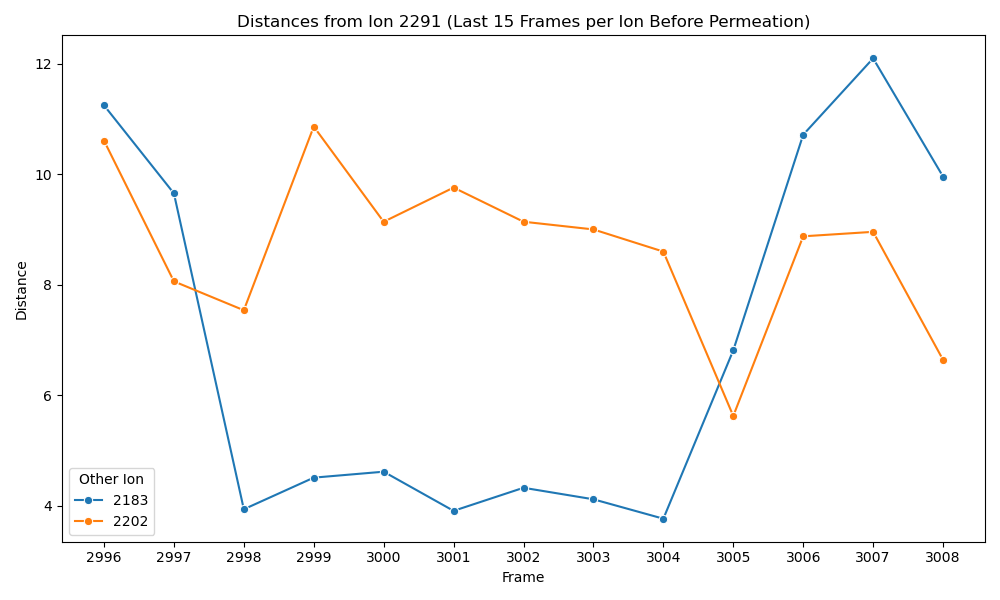 Distances from Ion 2291 (Last 15 Frames per Ion Before Permeation)
Distance
12
10
8
6
4
Other Ion
2183
2202
2996 2997 2998 2999 3000 3001 3002 3003 3004 3005 3006 3007 3008
Frame